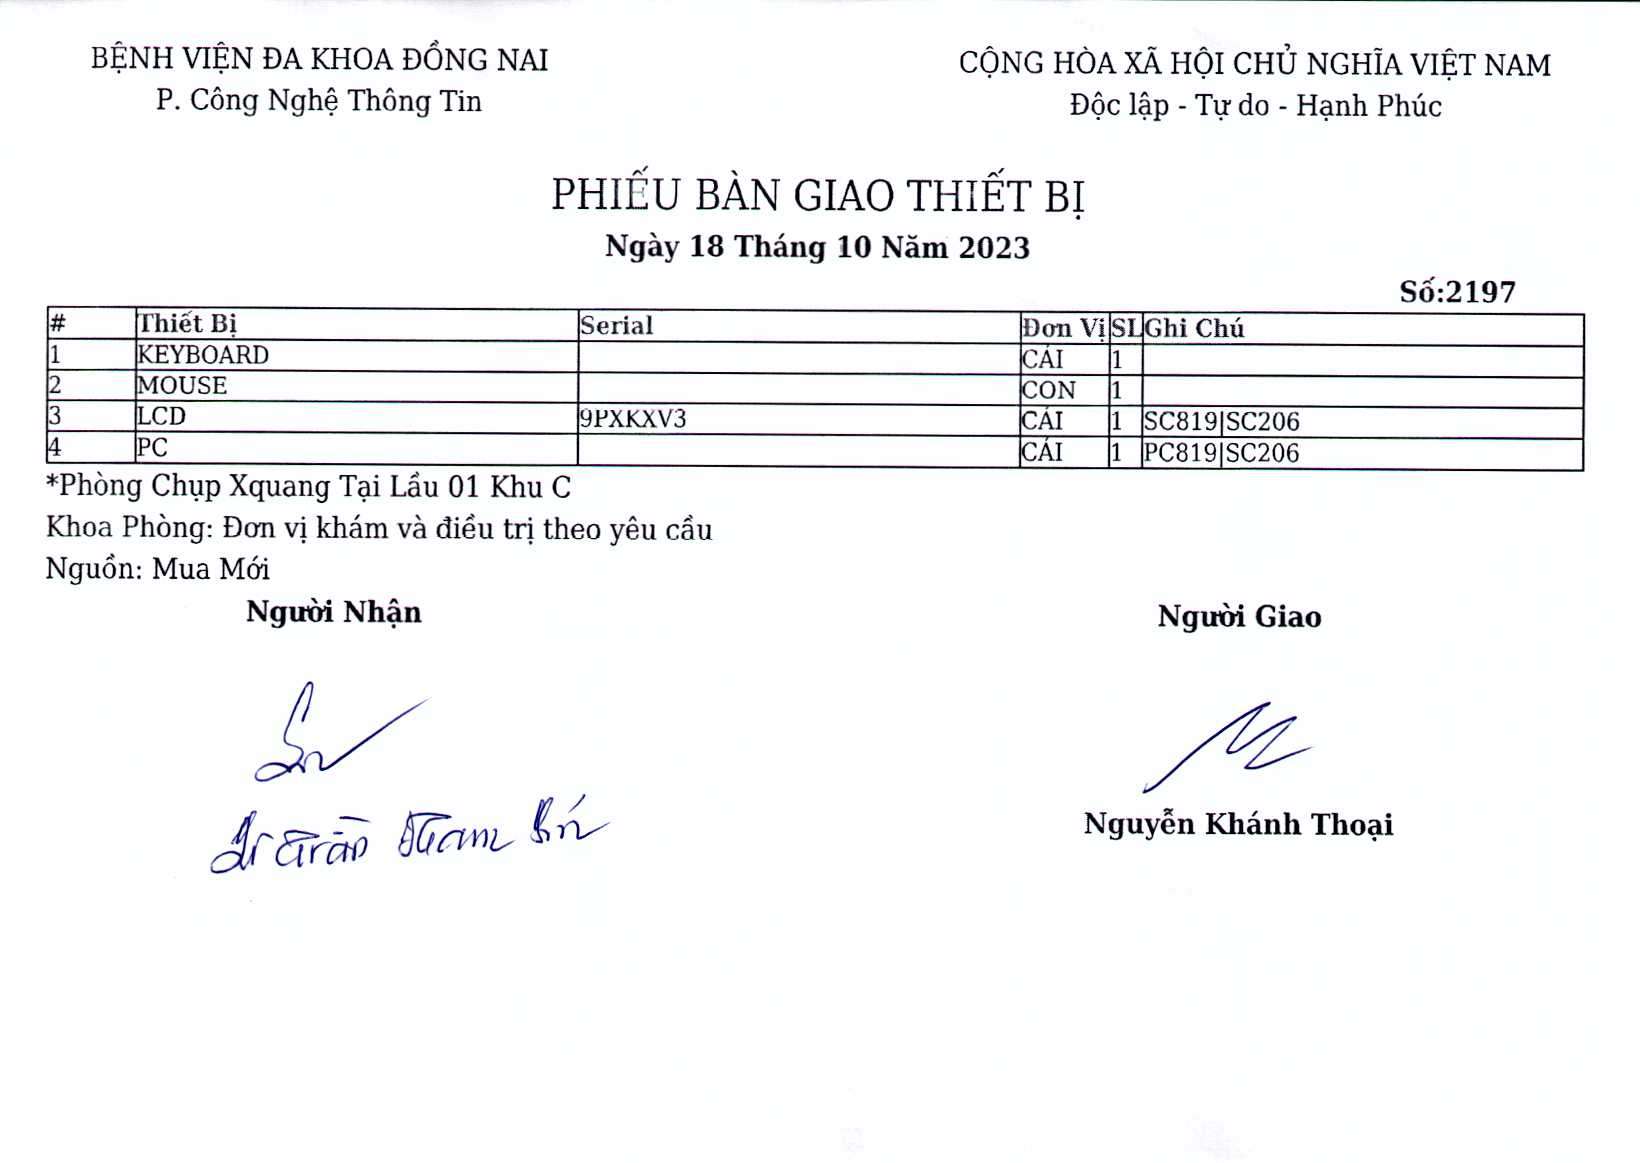 BỆNH VIỆN ĐA KHOA ĐỒNG NAI
P. Công Nghệ Thông Tin
CỘNG HÒA XÃ HỘI CHỦ NGHĨA VIỆT NAM
Độc lập - Tự do - Hạnh Phúc
PHIẾU BÀN GIAO THIẾT BỊ
Ngày 18 Tháng 10 Năm 2023
Số:2197
# Thiết Bị Serial Đơn Vị SL Ghi Chú
1 KEYBOARD CÁI 1
2 MOUSE CON 1
3 LCD 9PXKXV3 CÁI 1 SC819|SC206
4 PC CÁI 1 PC819|SC206
*Phòng Chụp Xquang Tại Lầu 01 Khu C
Khoa Phòng: Đơn vị khám và điều trị theo yêu cầu
Nguồn: Mua Mới
Người Nhận
Người Giao
Trần
Nguyễn Khánh Thoại